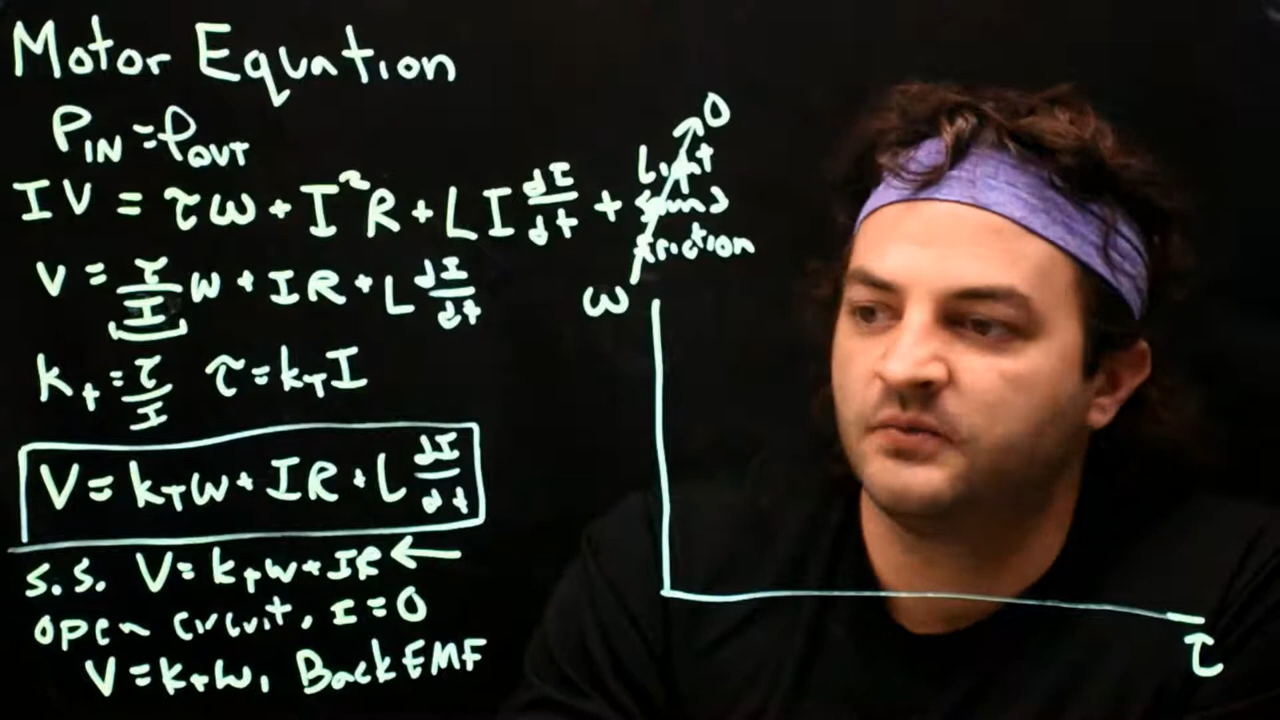 Motor Equation
PIN = POUT
IV = τω + I²R + LI dI/dt + Light sound friction → 0
V = τ/I ω + IR + L dI/dt
kt = τ/I τ = kTI
V = kTω + IR + L dI/dt
S.S. V = kTω + IR ←
open circuit, I = 0
V = kTω, Back EMF
ω
τ